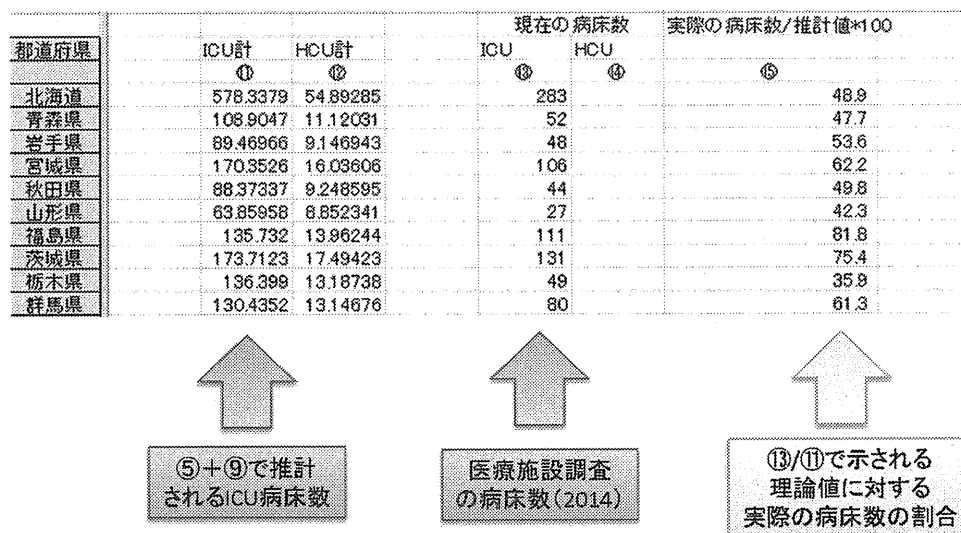 現在の病床数 実際の病床数/推計値*100
都道府県 ICU計 HCU計 ICU HCU
⑪ ⑫ ⑬ ⑭ ⑮
北海道 578.3379 54.89285 283 48.9
青森県 108.9047 11.12031 52 47.7
岩手県 89.46966 9.146943 48 53.6
宮城県 170.3526 16.03606 106 62.2
秋田県 88.37337 9.248595 44 49.8
山形県 63.85958 8.852341 27 42.3
福島県 135.732 13.96244 111 81.8
茨城県 173.7123 17.49423 131 75.4
栃木県 136.399 13.18738 49 35.9
群馬県 130.4352 13.14676 80 61.3
⑤+⑨で推計
されるICU病床数
医療施設調査
の病床数(2014)
⑬/⑪で示される
理論値に対する
実際の病床数の割合